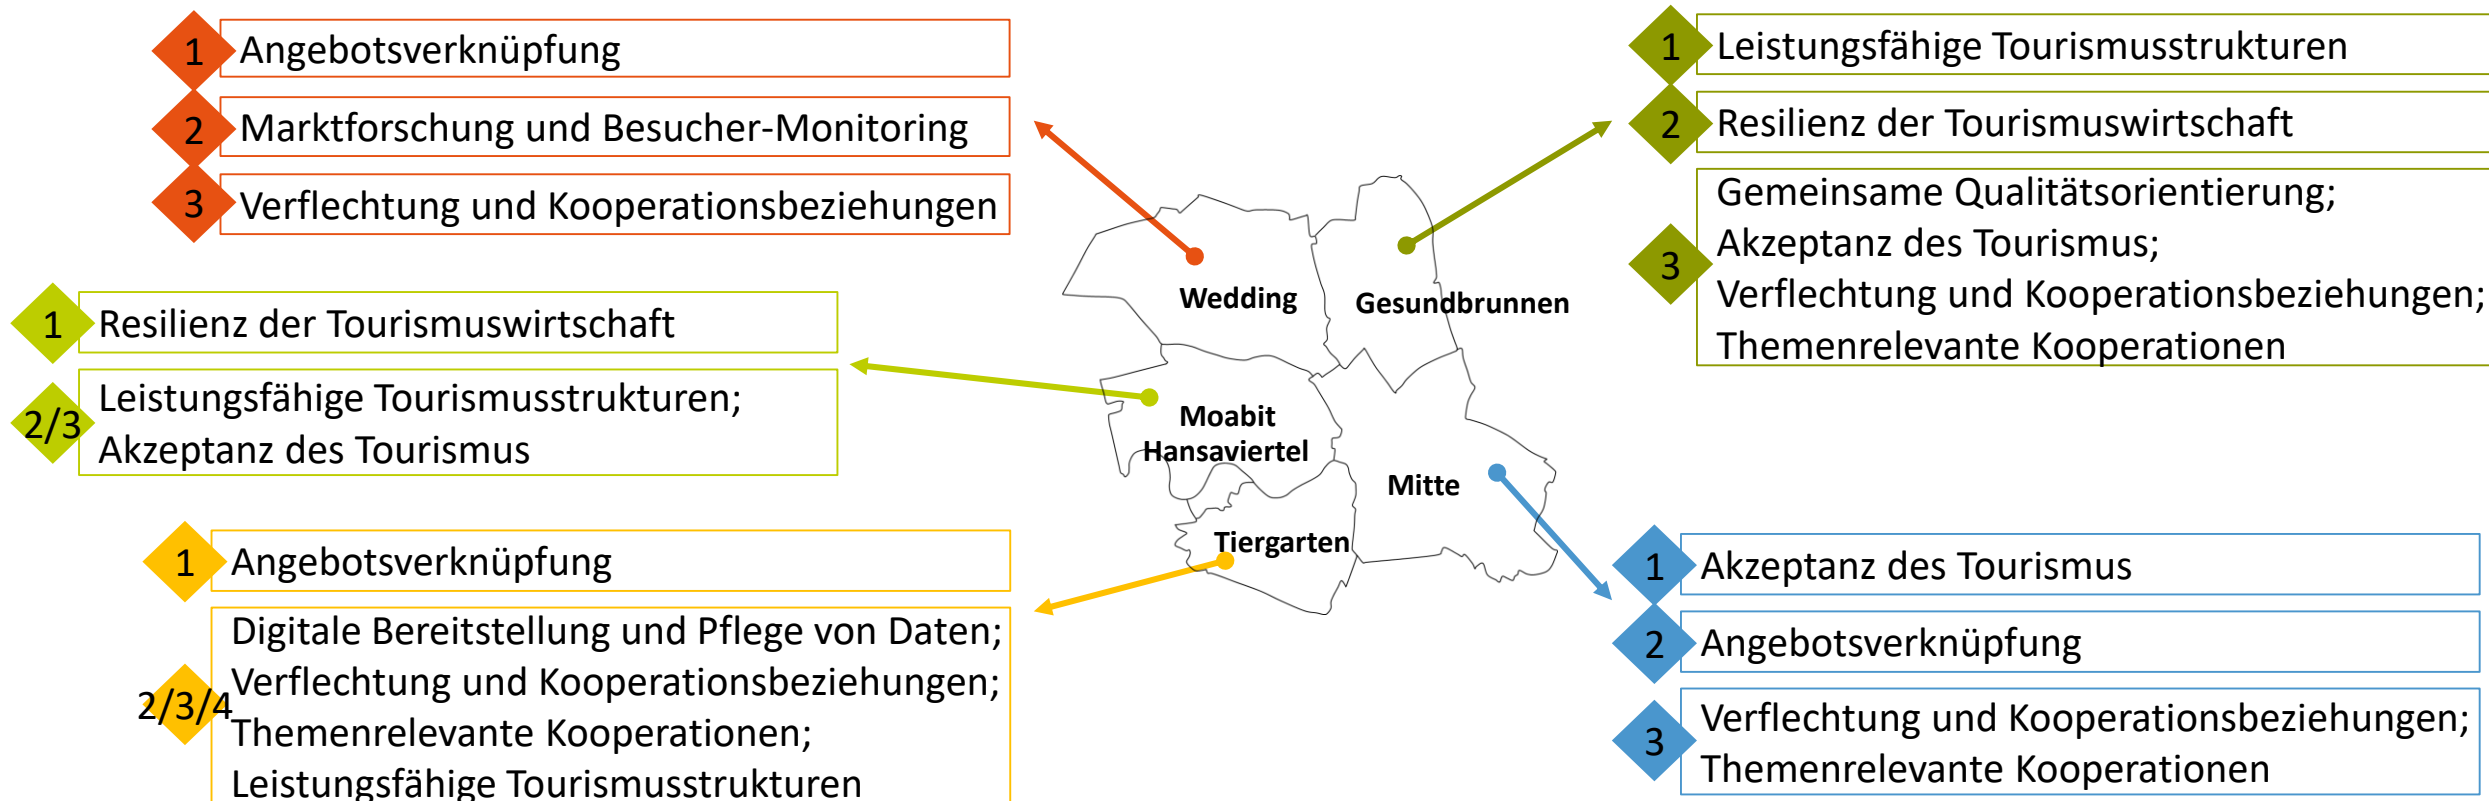 1
Angebotsverknüpfung
2
Marktforschung und Besucher-Monitoring
3
Verflechtung und Kooperationsbeziehungen
1
Leistungsfähige Tourismusstrukturen
2
Resilienz der Tourismuswirtschaft
3
Gemeinsame Qualitätsorientierung;
Akzeptanz des Tourismus;
Verflechtung und Kooperationsbeziehungen;
Themenrelevante Kooperationen
1
Resilienz der Tourismuswirtschaft
2/3
Leistungsfähige Tourismusstrukturen;
Akzeptanz des Tourismus
Wedding
Gesundbrunnen
Moabit
Hansaviertel
Mitte
Tiergarten
1
Angebotsverknüpfung
2/3/4
Digitale Bereitstellung und Pflege von Daten;
Verflechtung und Kooperationsbeziehungen;
Themenrelevante Kooperationen;
Leistungsfähige Tourismusstrukturen
1
Akzeptanz des Tourismus
2
Angebotsverknüpfung
3
Verflechtung und Kooperationsbeziehungen;
Themenrelevante Kooperationen